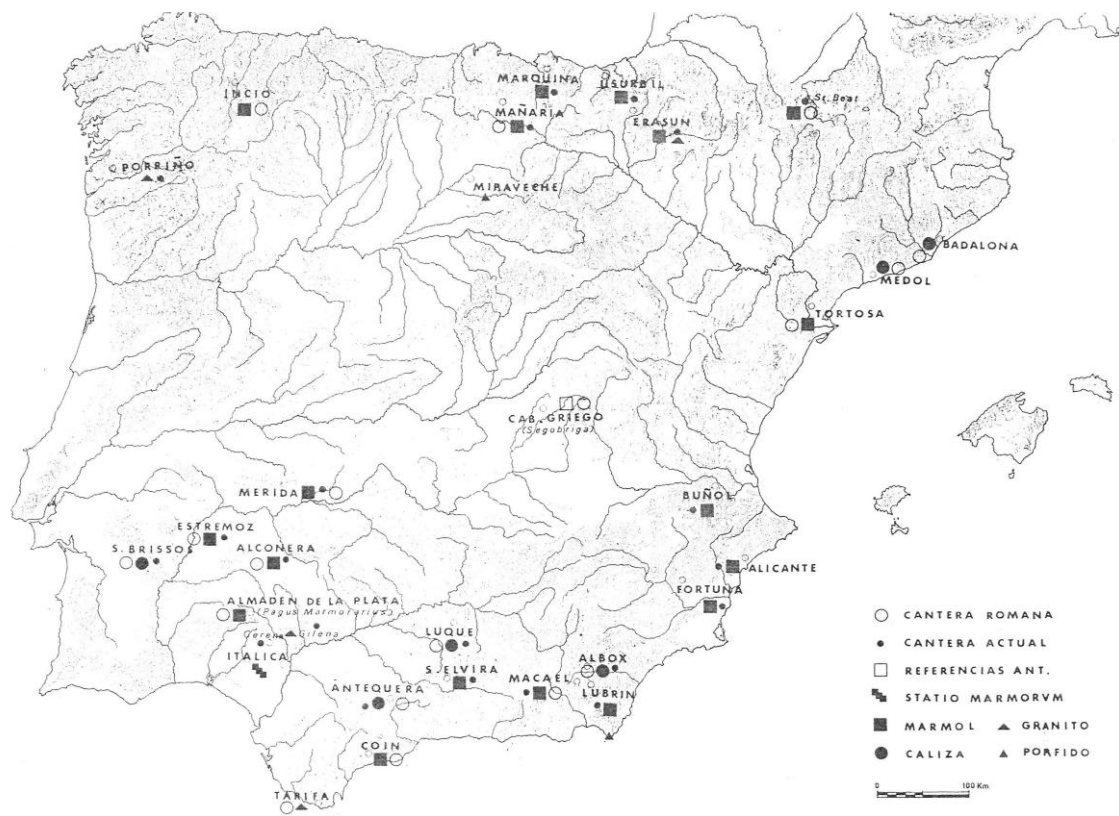 INCIO
MARQUINA
USURBIL
St. Beat
MAÑARIA
ERASUN
PORRIÑO
MIRAVECHE
BADALONA
MEDOL
TORTOSA
CAB. GRIEGO
(Segobriga)
MERIDA
BUÑOL
ESTREMOZ
S. BRISSOS
ALCONERA
ALICANTE
FORTUNA
ALMADEN DE LA PLATA
(Pagus Marmorarius)
Gerena
Gilena
ITALICA
LUQUE
ALBOX
S. ELVIRA
MACAEL
LUBRIN
ANTEQUERA
COIN
TARIFA
CANTERA ROMANA
CANTERA ACTUAL
REFERENCIAS ANT.
STATIO MARMORVM
MARMOL
GRANITO
CALIZA
PORFIDO
0
100 Km